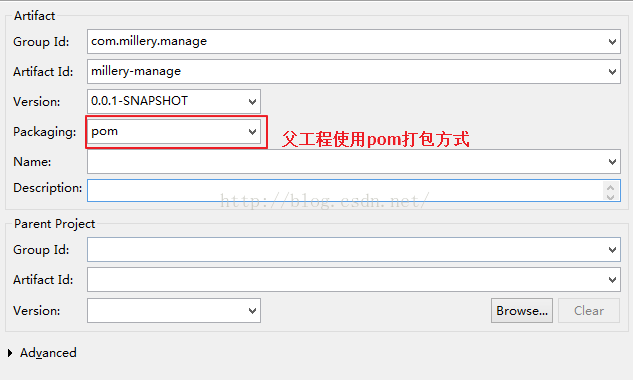 Artifact
Group Id: com.millery.manage
Artifact Id: millery-manage
Version: 0.0.1-SNAPSHOT
Packaging: pom
父工程使用pom打包方式
Name:
Description:
http://blog.csdn.net/
Parent Project
Group Id:
Artifact Id:
Version: Browse... Clear
Advanced